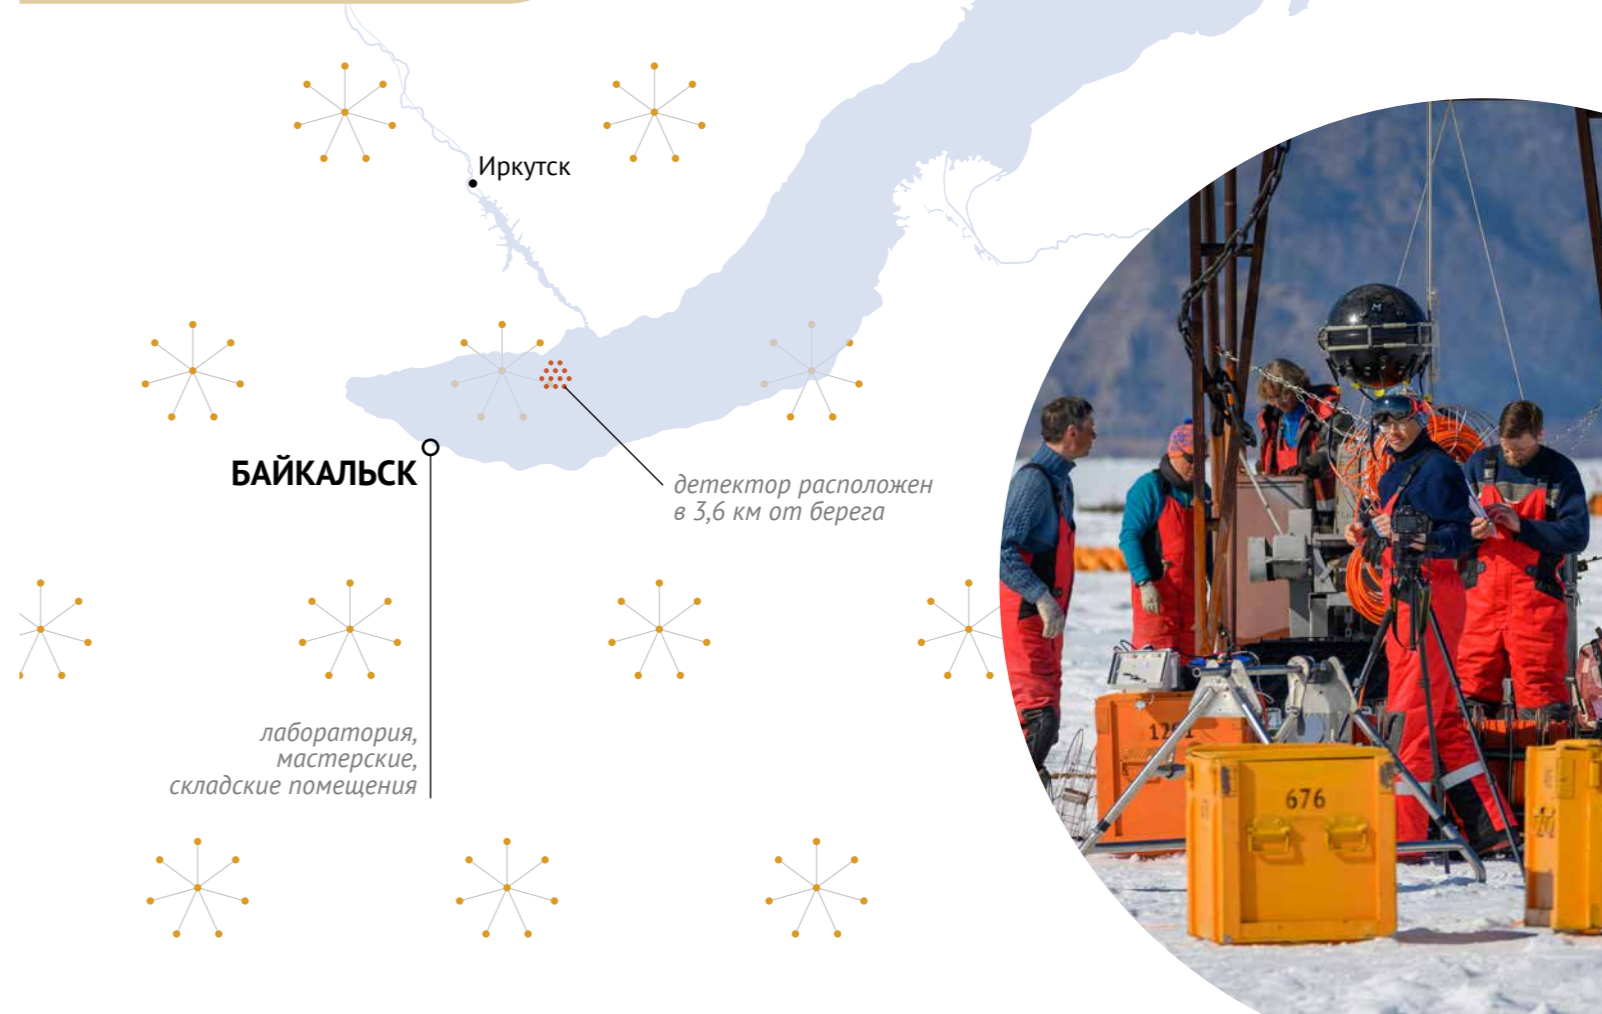 Иркутск
БАЙКАЛЬСК
детектор расположен
в 3,6 км от берега
лаборатория,
мастерские,
складские помещения
676